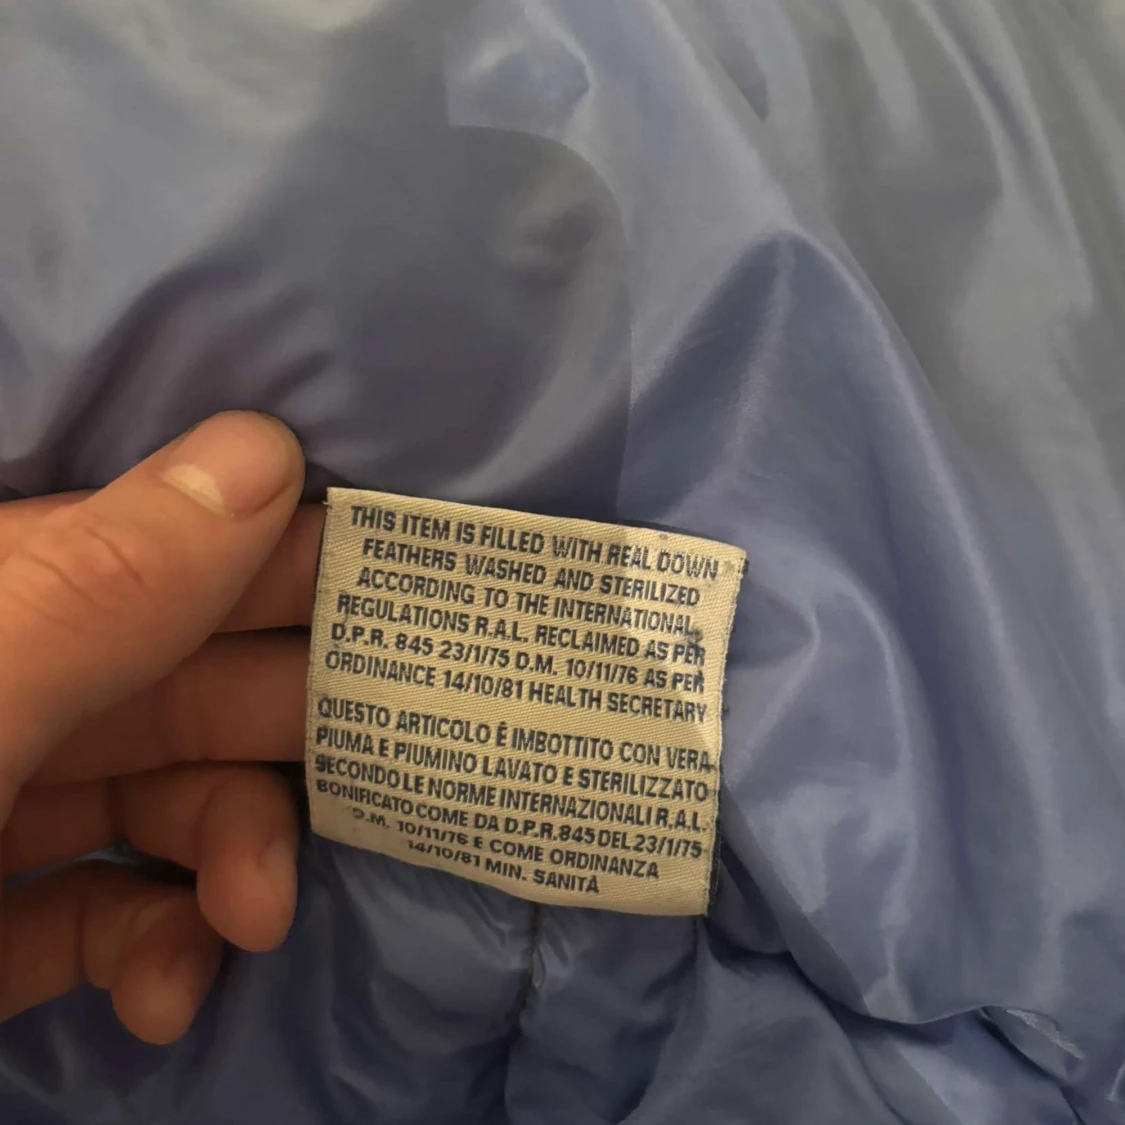 THIS ITEM IS FILLED WITH REAL DOWN
FEATHERS WASHED AND STERILIZED
ACCORDING TO THE INTERNATIONAL
REGULATIONS R.A.L. RECLAIMED AS PER
D.P.R. 845 23/1/75 D.M. 10/11/76 AS PER
ORDINANCE 14/10/81 HEALTH SECRETARY
QUESTO ARTICOLO É IMBOTTITO CON VERA
PIUMA E PIUMINO LAVATO E STERILIZZATO
SECONDO LE NORME INTERNAZIONALI R.A.L.
BONIFICATO COME DA D.P.R. 845 DEL 23/1/75
D.M. 10/11/76 E COME ORDINANZA
14/10/81 MIN. SANITÀ